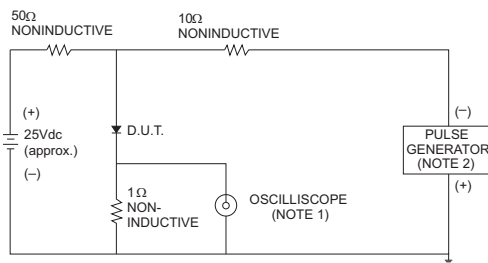 50Ω
NONINDUCTIVE
10Ω
NONINDUCTIVE
(+)
25Vdc
(approx.)
(–)
D.U.T.
1Ω
NON-
INDUCTIVE
OSCILLISCOPE
(NOTE 1)
(–)
PULSE
GENERATOR
(NOTE 2)
(+)